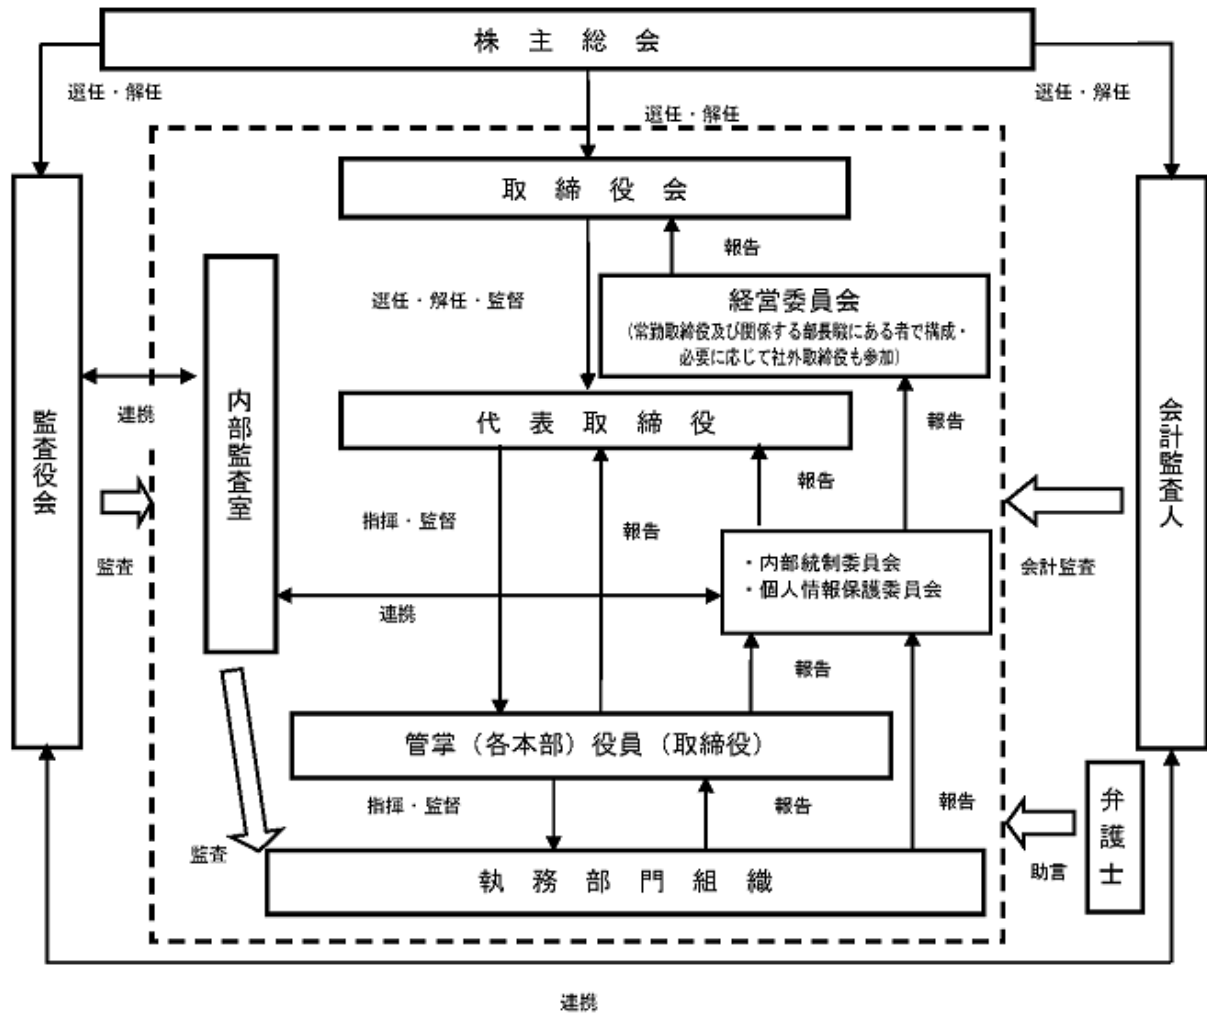 株主総会
選任・解任
選任・解任
選任・解任
取締役会
報告
選任・解任・監督
経営委員会
(常勤取締役及び関係する部長職にある者で構成・
必要に応じて社外取締役も参加)
代表取締役
連携
監査役会
内部監査室
会計監査人
報告
報告
指揮・監督
報告
監査
会計監査
・内部統制委員会
・個人情報保護委員会
連携
報告
管掌（各本部）役員（取締役）
指揮・監督
報告
報告
弁護士
監査
助言
執務部門組織
連携